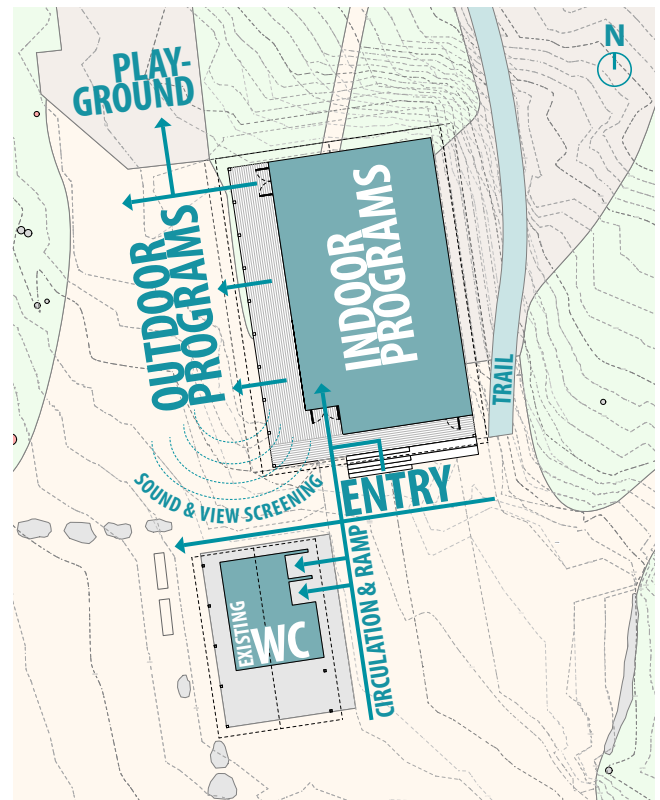 N
PLAY-
GROUND
OUTDOOR
PROGRAMS
INDOOR
PROGRAMS
TRAIL
SOUND & VIEW SCREENING
ENTRY
CIRCULATION & RAMP
EXISTING
WC